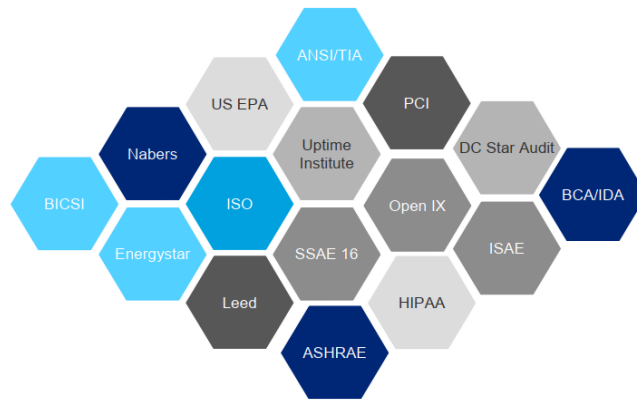 ANSI/TIA
US EPA
PCI
Nabers
Uptime
Institute
DC Star Audit
BICSI
ISO
Open IX
BCA/IDA
Energystar
SSAE 16
ISAE
Leed
HIPAA
ASHRAE